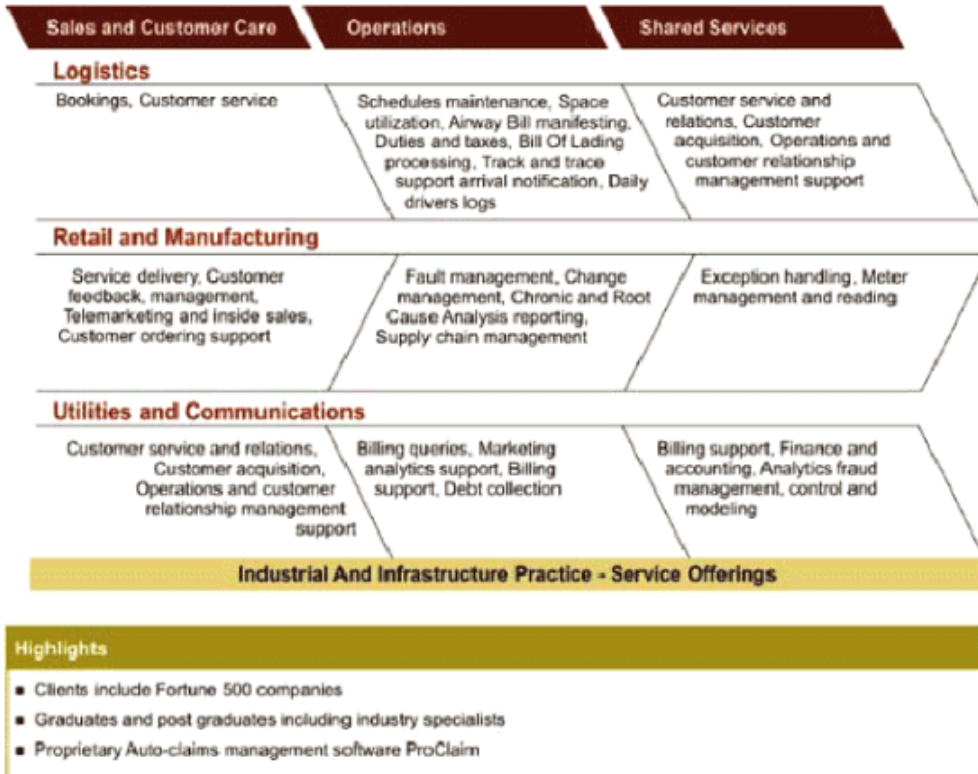 Sales and Customer Care
Operations
Shared Services
Logistics
Bookings, Customer service
Schedules maintenance, Space
utilization, Airway Bill manifesting,
Duties and taxes, Bill Of Lading
processing, Track and trace
support arrival notification, Daily
drivers logs
Customer service and
relations, Customer
acquisition, Operations and
customer relationship
management support
Retail and Manufacturing
Service delivery, Customer
feedback, management,
Telemarketing and inside sales,
Customer ordering support
Fault management, Change
management, Chronic and Root
Cause Analysis reporting,
Supply chain management
Exception handling, Meter
management and reading
Utilities and Communications
Customer service and relations,
Customer acquisition,
Operations and customer
relationship management
support
Billing queries, Marketing
analytics support, Billing
support, Debt collection
Billing support, Finance and
accounting, Analytics fraud
management, control and
modeling
Industrial And Infrastructure Practice - Service Offerings
Highlights
▪ Clients include Fortune 500 companies
▪ Graduates and post graduates including industry specialists
▪ Proprietary Auto-claims management software ProClaim